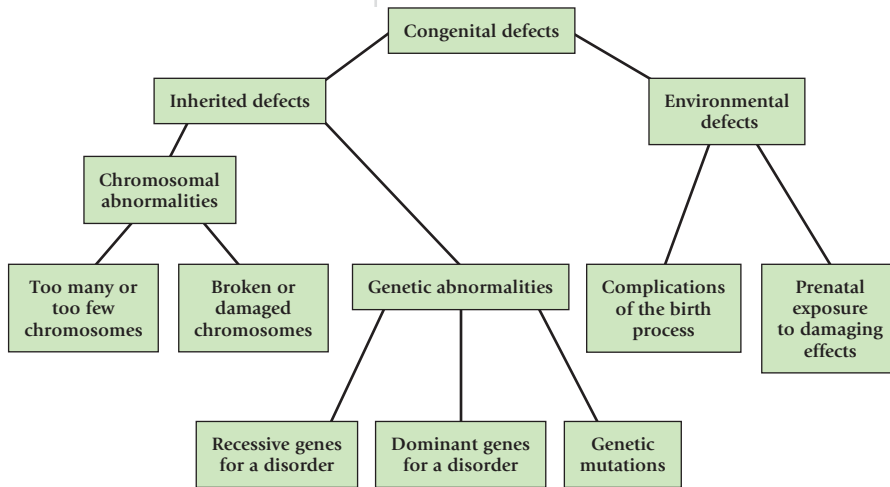 Congenital defects
Inherited defects
Environmental
defects
Chromosomal
abnormalities
Too many or
too few
chromosomes
Broken or
damaged
chromosomes
Genetic abnormalities
Complications
of the birth
process
Prenatal
exposure
to damaging
effects
Recessive genes
for a disorder
Dominant genes
for a disorder
Genetic
mutations